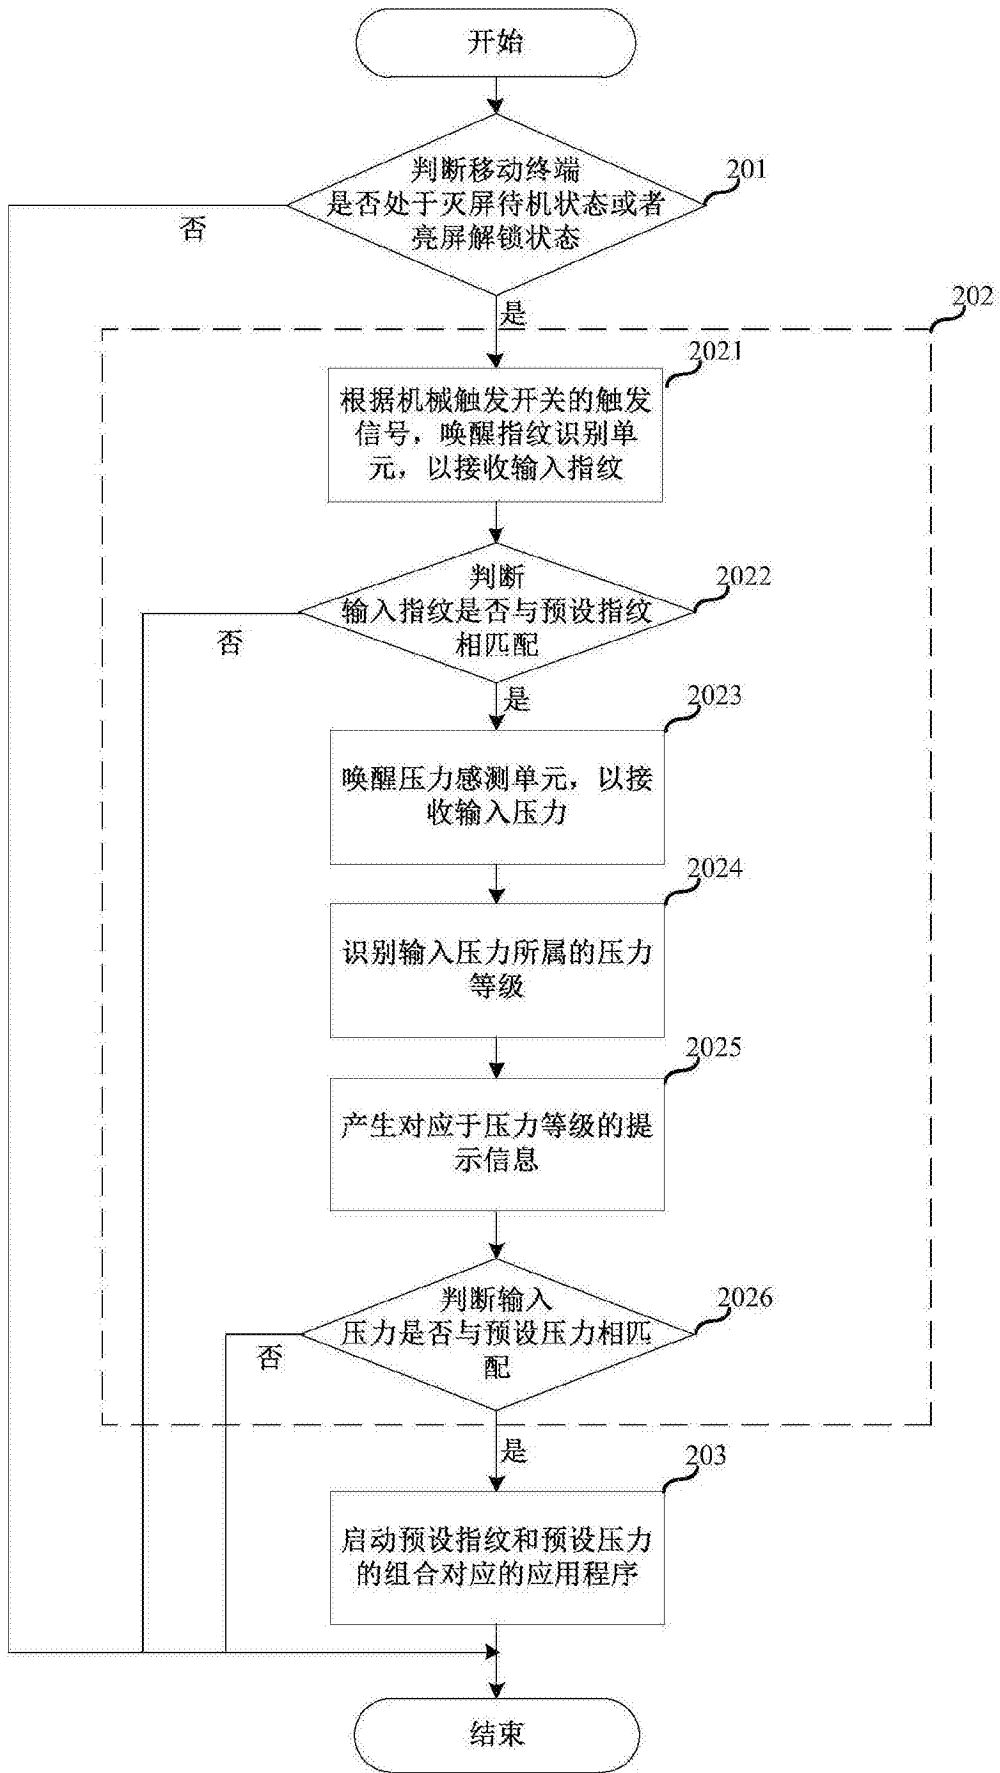 开始
判断移动终端
是否处于灭屏待机状态或者
亮屏解锁状态
201
否
是
202
2021
根据机械触发开关的触发
信号，唤醒指纹识别单
元，以接收输入指纹
2022
判断
输入指纹是否与预设指纹
相匹配
否
是
2023
唤醒压力感测单元，以接
收输入压力
2024
识别输入压力所属的压力
等级
2025
产生对应于压力等级的提
示信息
2026
判断输入
压力是否与预设压力相匹
配
否
是
203
启动预设指纹和预设压力
的组合对应的应用程序
结束